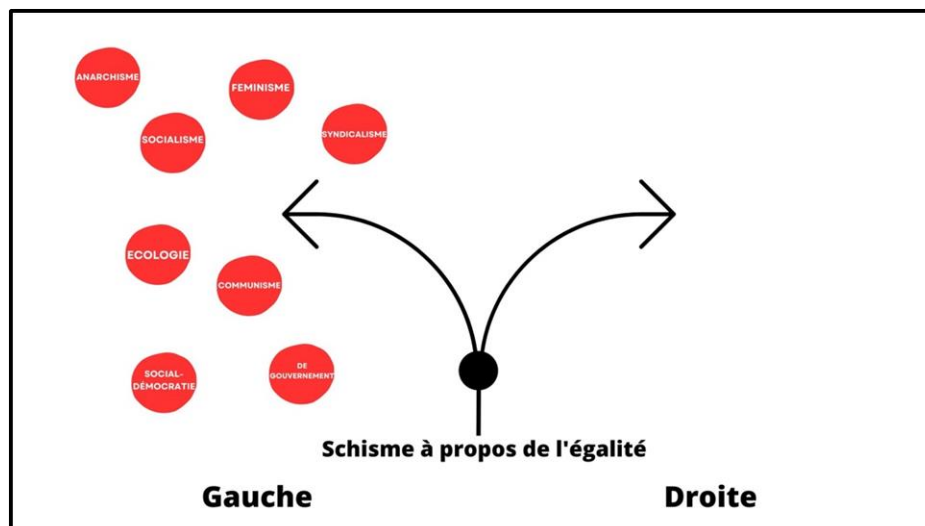 ANARCHISME
FEMINISME
SOCIALISME
SYNDICALISME
ECOLOGIE
COMMUNISME
SOCIAL-
DÉMOCRATIE
DE
GOUVERNEMENT
Schisme à propos de l'égalité
Gauche
Droite